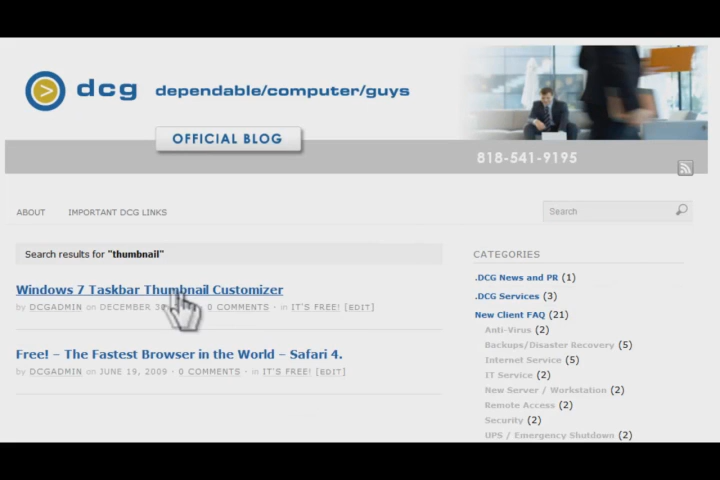 dcg dependable/computer/guys
OFFICIAL BLOG
818-541-9195
ABOUT IMPORTANT DCG LINKS
Search
Search results for "thumbnail"
Windows 7 Taskbar Thumbnail Customizer
by DCGADMIN on DECEMBER · 0 COMMENTS · in IT'S FREE! [EDIT]
Free! – The Fastest Browser in the World – Safari 4.
by DCGADMIN on JUNE 19, 2009 · 0 COMMENTS · in IT'S FREE! [EDIT]
CATEGORIES
.DCG News and PR (1)
.DCG Services (3)
New Client FAQ (21)
Anti-Virus (2)
Backups/Disaster Recovery (5)
Internet Service (5)
IT Service (2)
New Server / Workstation (2)
Remote Access (2)
Security (2)
UPS / Emergency Shutdown (2)